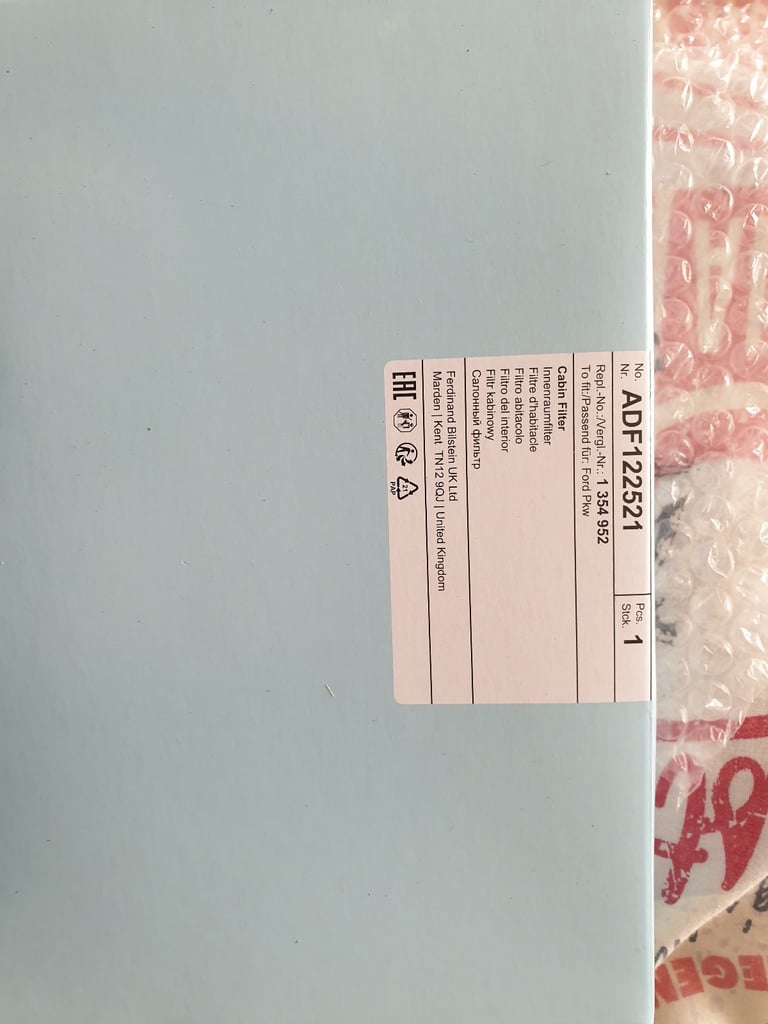 No.
Nr. ADF122521
Pcs.
Stck. 1
Repl.-No.:/Vergl.-Nr.: 1 354 952
To fit:/Passend für: Ford Pkw
Cabin Filter
Innenraumfilter
Filtre d'habitacle
Filtro abitacolo
Filtro del interior
Filtr kabinowy
Салонный фильтр
Ferdinand Bilstein UK Ltd
Marden | Kent TN12 9QJ | United Kingdom
EAC
21
PAP